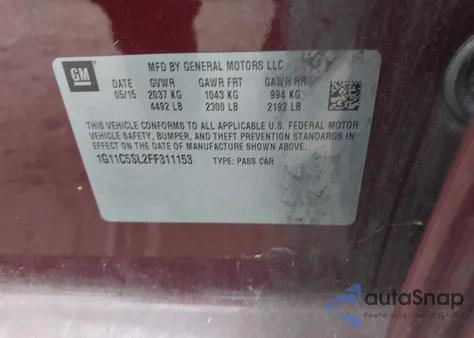 GM
MFD BY GENERAL MOTORS LLC
DATE GVWR GAWR FRT GAWR RR
05/15 2037 KG 1043 KG 994 KG
4492 LB 2300 LB 2192 LB
THIS VEHICLE CONFORMS TO ALL APPLICABLE U.S. FEDERAL MOTOR
VEHICLE SAFETY, BUMPER, AND THEFT PREVENTION STANDARDS IN
EFFECT ON THE DATE OF MANUFACTURE SHOWN ABOVE.
1G11C5SL2FF311153 TYPE: PASS CAR
autoSnap